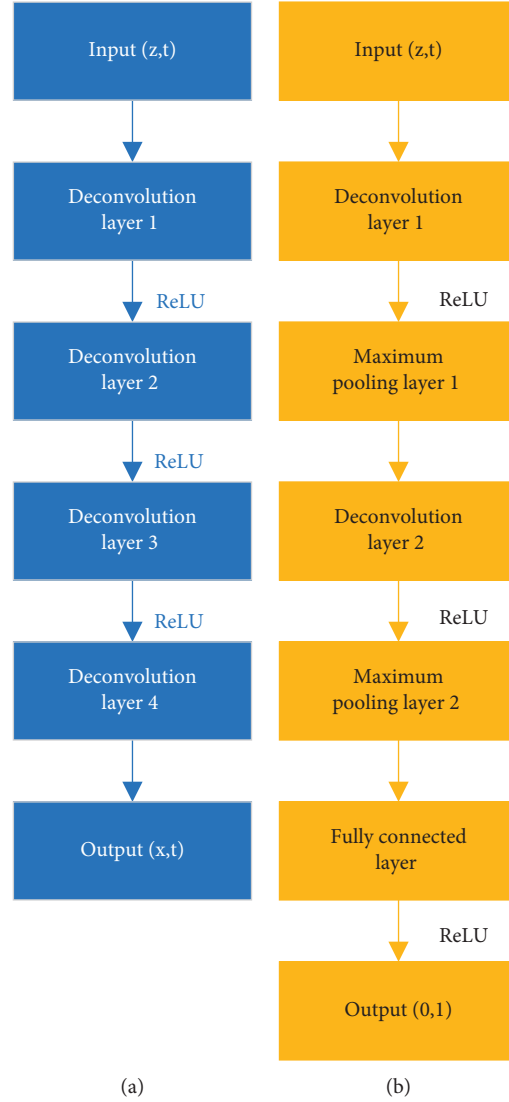 Input (z,t)
Deconvolution
layer 1
ReLU
Deconvolution
layer 2
ReLU
Deconvolution
layer 3
ReLU
Deconvolution
layer 4
Output (x,t)
(a)
Input (z,t)
Deconvolution
layer 1
ReLU
Maximum
pooling layer 1
Deconvolution
layer 2
ReLU
Maximum
pooling layer 2
Fully connected
layer
ReLU
Output (0,1)
(b)